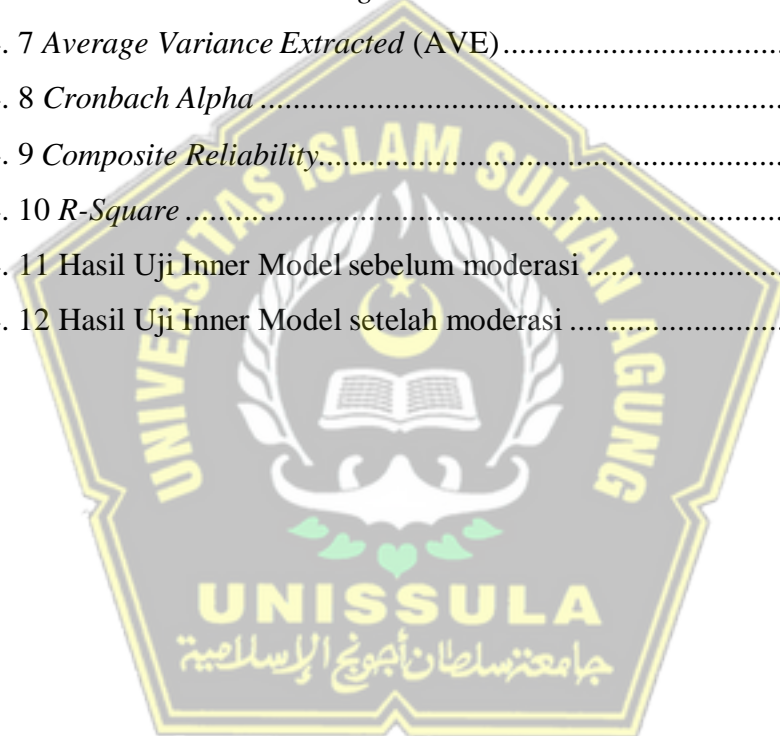 . 7 Average Variance Extracted (AVE)
. 8 Cronbach Alpha
. 9 Composite Reliability
. 10 R-Square
. 11 Hasil Uji Inner Model sebelum moderasi
. 12 Hasil Uji Inner Model setelah moderasi
UNIVERSITAS ISLAM SULTAN AGUNG
UNISSULA
جامعة سلطان أجونج الإسلامية